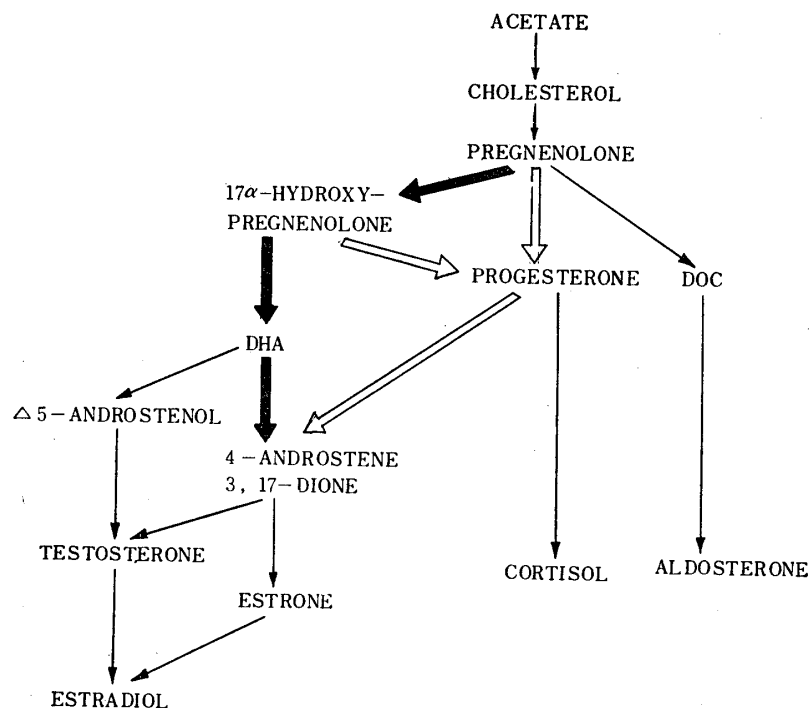 ACETATE
CHOLESTEROL
PREGNENOLONE
17α-HYDROXY-
PREGNENOLONE
PROGESTERONE
DOC
DHA
△ 5-ANDROSTENOL
4-ANDROSTENE
3, 17-DIONE
TESTOSTERONE
CORTISOL
ALDOSTERONE
ESTRONE
ESTRADIOL